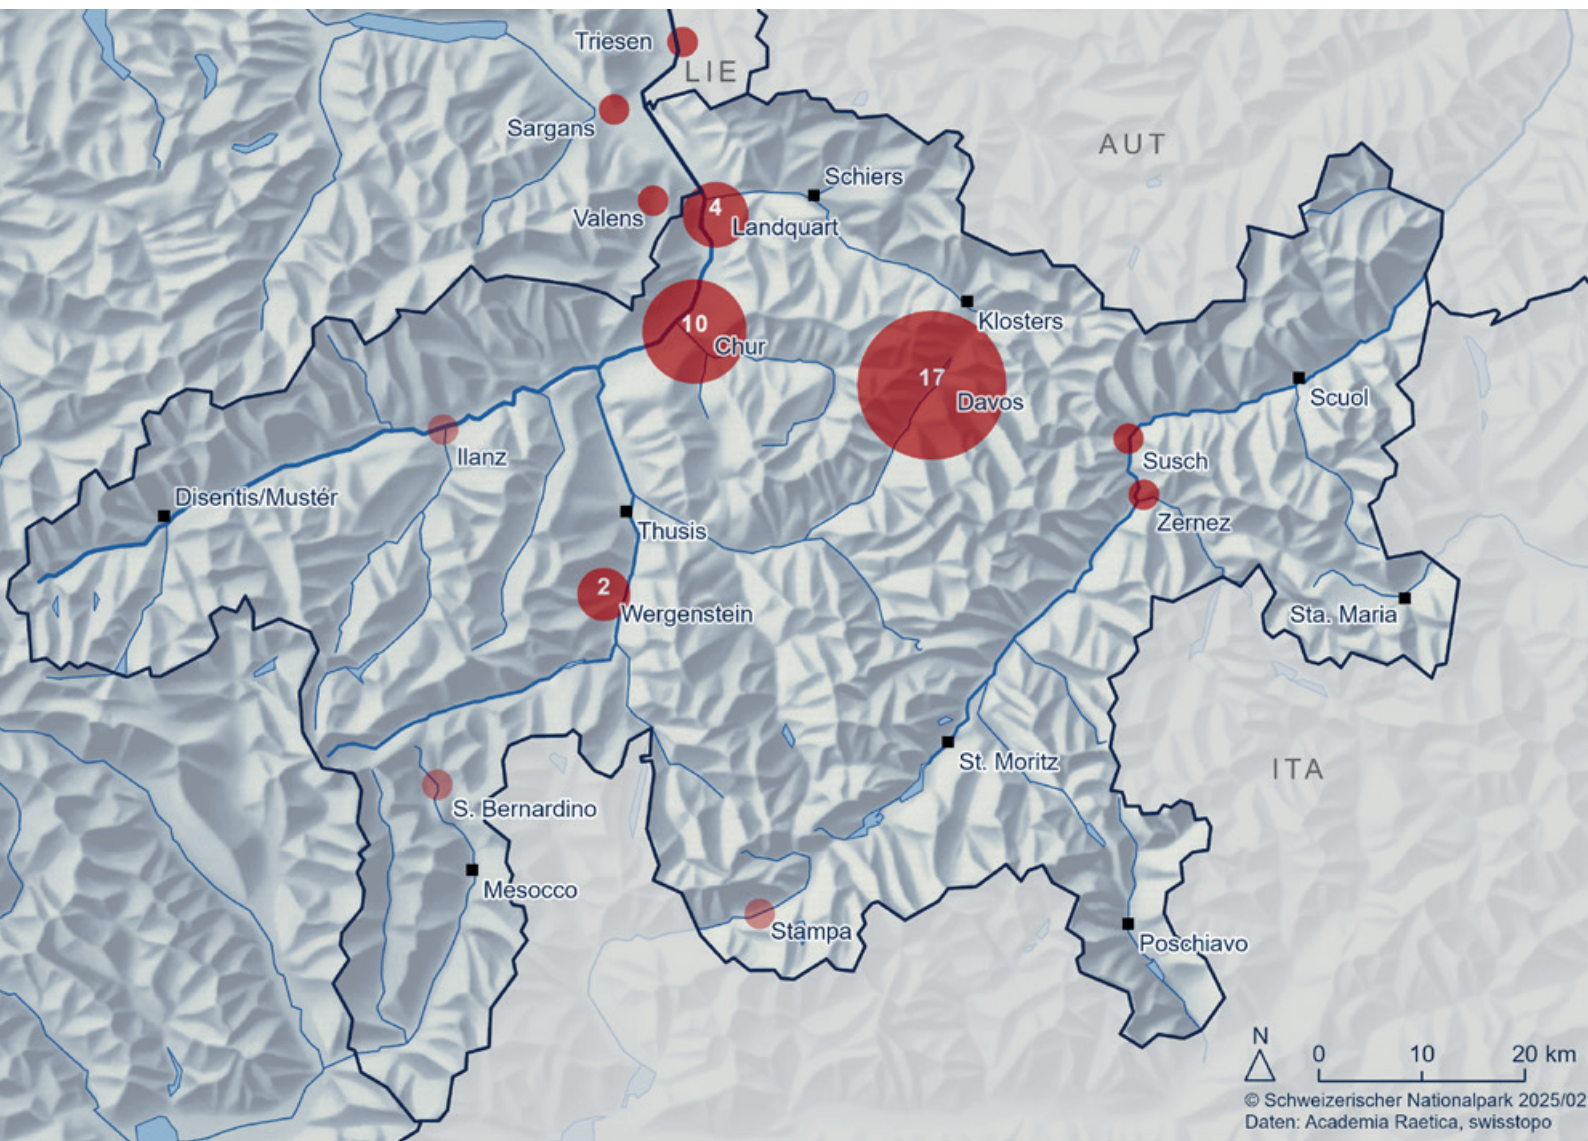 Triesen
LIE
Sargans
AUT
Schiers
Valens
4
Landquart
10
Chur
Klosters
17
Davos
Scuol
Ilanz
Susch
Disentis/Mustér
Thusis
Zernez
2
Wergenstein
Sta. Maria
St. Moritz
ITA
S. Bernardino
Mesocco
Stampa
Poschiavo
N
0 10 20 km
© Schweizerischer Nationalpark 2025/02
Daten: Academia Raetica, swisstopo